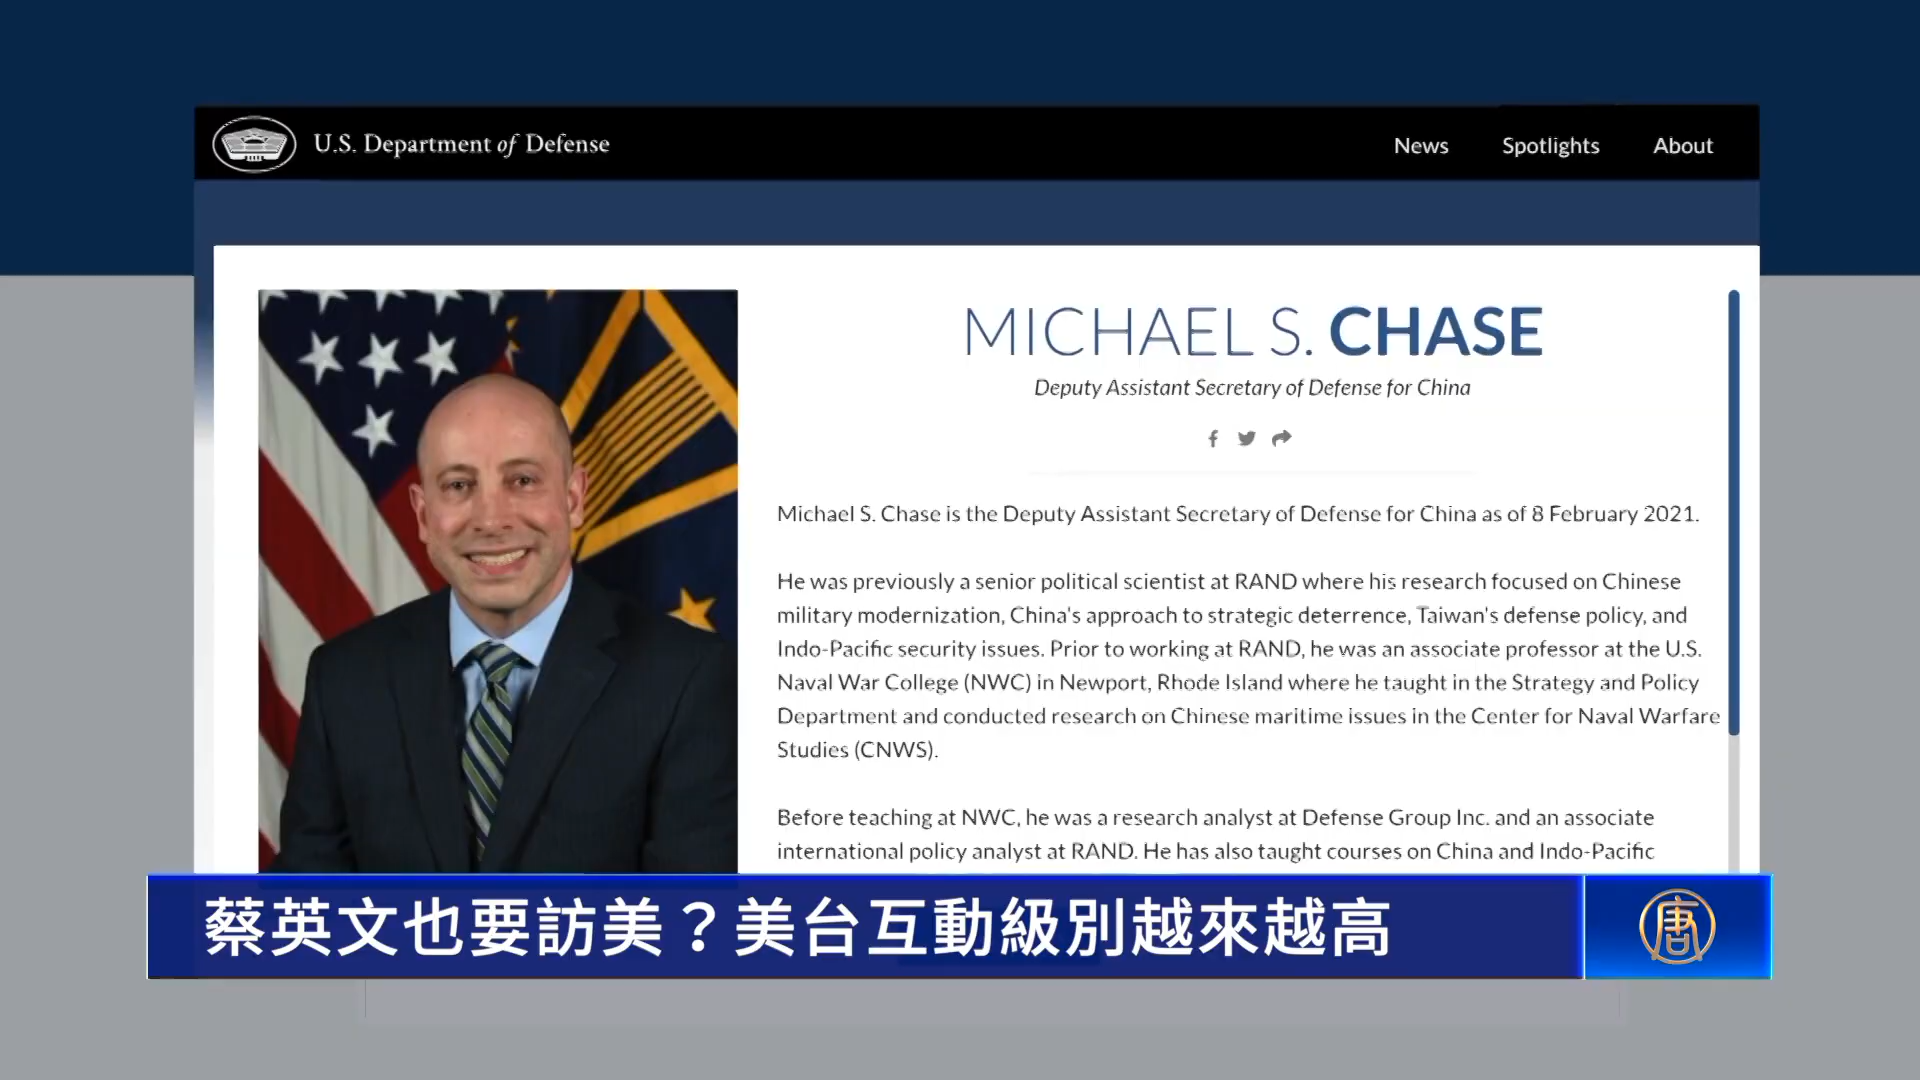 U.S. Department of Defense
News
Spotlights
About
MICHAEL S. CHASE
Deputy Assistant Secretary of Defense for China
Michael S. Chase is the Deputy Assistant Secretary of Defense for China as of 8 February 2021.
He was previously a senior political scientist at RAND where his research focused on Chinese
military modernization, China's approach to strategic deterrence, Taiwan's defense policy, and
Indo-Pacific security issues. Prior to working at RAND, he was an associate professor at the U.S.
Naval War College (NWC) in Newport, Rhode Island where he taught in the Strategy and Policy
Department and conducted research on Chinese maritime issues in the Center for Naval Warfare
Studies (CNWS).
Before teaching at NWC, he was a research analyst at Defense Group Inc. and an associate
international policy analyst at RAND. He has also taught courses on China and Indo-Pacific
蔡英文也要訪美？美台互動級別越來越高
唐